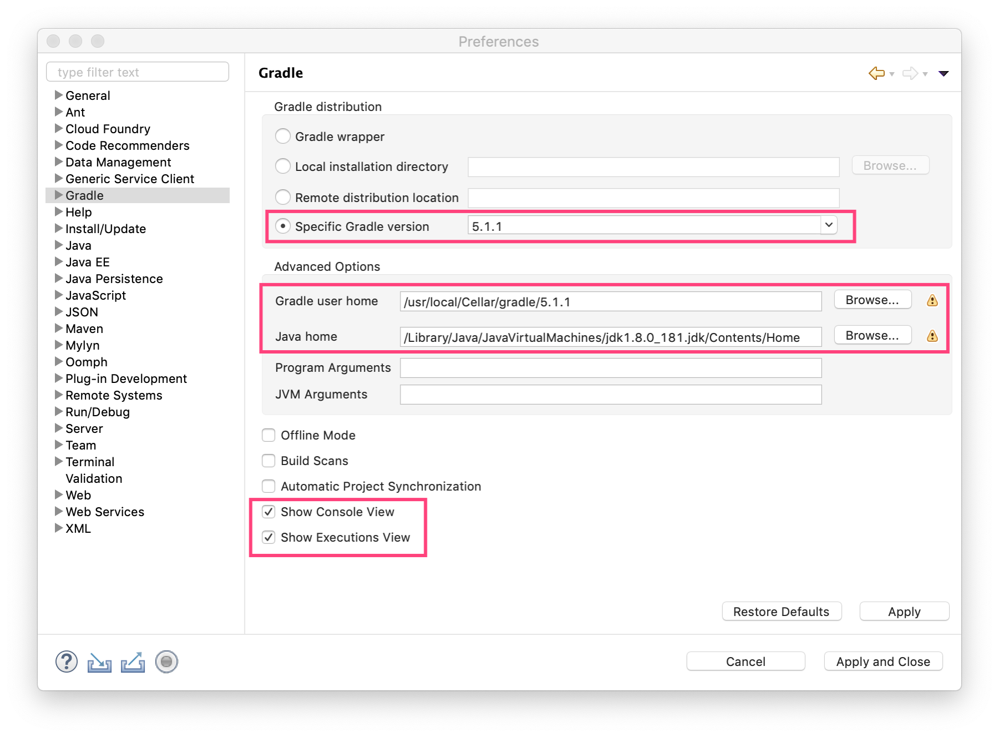 Preferences
type filter text
General
Ant
Cloud Foundry
Code Recommenders
Data Management
Generic Service Client
Gradle
Help
Install/Update
Java
Java EE
Java Persistence
JavaScript
JSON
Maven
Mylyn
Oomph
Plug-in Development
Remote Systems
Run/Debug
Server
Team
Terminal
Validation
Web
Web Services
XML
Gradle
Gradle distribution
Gradle wrapper
Local installation directory Browse...
Remote distribution location
Specific Gradle version 5.1.1
Advanced Options
Gradle user home /usr/local/Cellar/gradle/5.1.1 Browse...
Java home /Library/Java/JavaVirtualMachines/jdk1.8.0_181.jdk/Contents/Home Browse...
Program Arguments
JVM Arguments
Offline Mode
Build Scans
Automatic Project Synchronization
Show Console View
Show Executions View
Restore Defaults Apply
Cancel Apply and Close